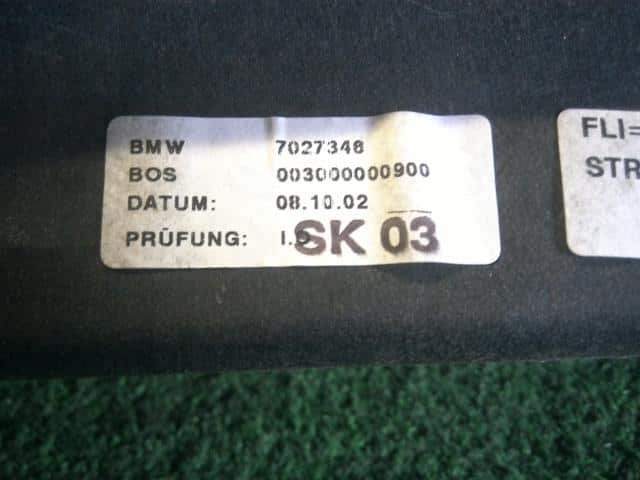 BMW 7027348
BOS 003000000900
DATUM: 08.10.02
PRÜFUNG: I.O
SK 03
FLI=
STR